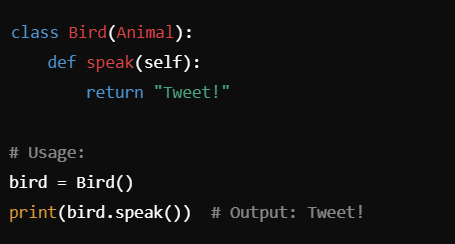 class Bird(Animal):
    def speak(self):
        return "Tweet!"

# Usage:
bird = Bird()
print(bird.speak())  # Output: Tweet!